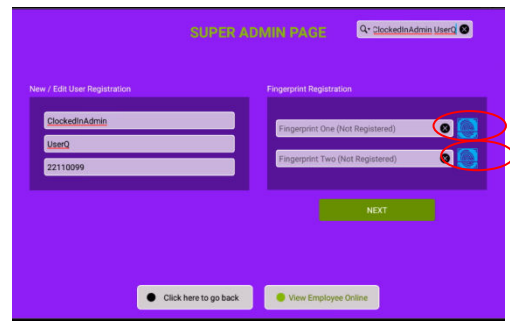 SUPER ADMIN PAGE
ClockedInAdmin UserQ
New / Edit User Registration
Fingerprint Registration
ClockedInAdmin
UserQ
22110099
Fingerprint One (Not Registered)
Fingerprint Two (Not Registered)
NEXT
Click here to go back
View Employee Online